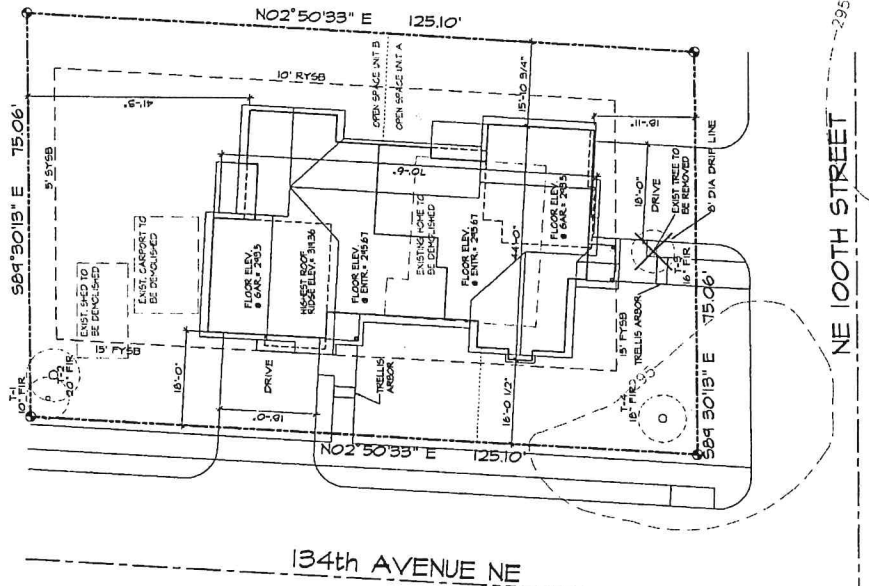 N02°50'33" E 125.10'
295
OPEN SPACE UNIT B
OPEN SPACE UNIT A
10' RYSB
15'-10 3/4"
41'-5"
S89°30'13" E 75.06'
5' SYSB
70'-6"
18'-0"
DRIVE
EXIST TREE TO
BE REMOVED
8' DIA DRIP LINE
EXIST. SHED TO
BE DEMOLISHED
EXIST. CARPORT TO
BE DEMOLISHED
FLOOR ELEV.
@ GAR.= 293.5
HIGHEST ROOF
RIDGE ELEV.= 319.36
FLOOR ELEV.
@ ENTR.= 295.67
EXISTING HOME TO
BE DEMOLISHED
FLOOR ELEV.
@ ENTR.= 295.67
FLOOR ELEV.
@ GAR.= 293.5
T-5
16" FIR
TRELLIS ARBOR
15' FYSB
15' FYSB
T-1
10" FIR
T-2
20" FIR
18'-0"
DRIVE
18'-0"
TRELLIS
ARBOR
16'-0 1/2"
295
T-4
18" FIR
S89 30'13" E 75.06'
N02°50'33" E 125.10'
NE 100TH STREET
134th AVENUE NE